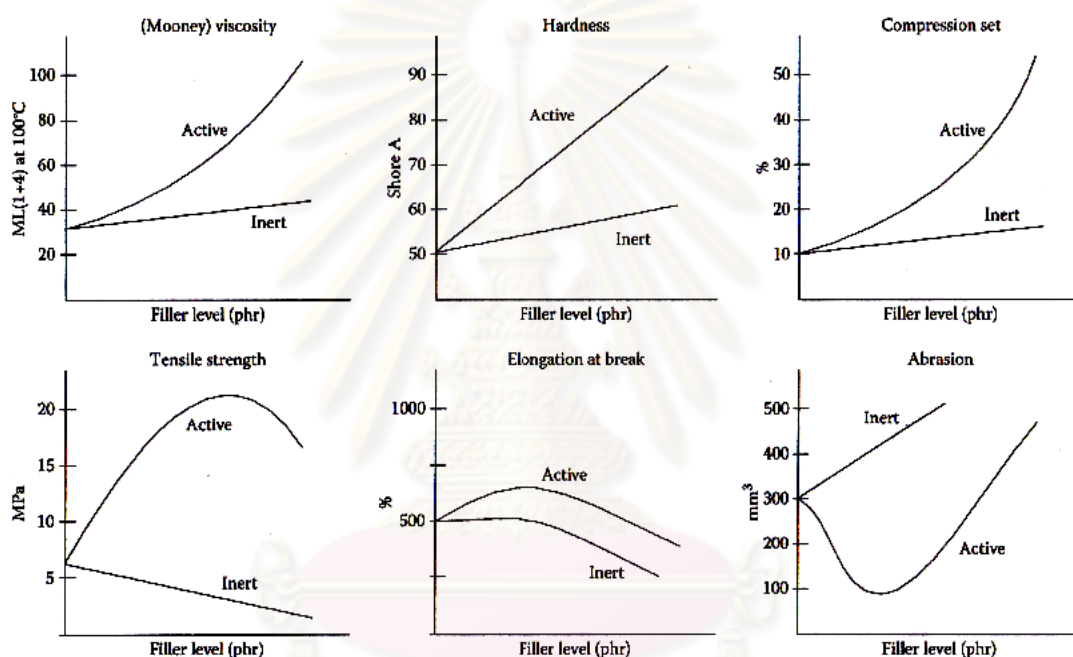 (Mooney) viscosity
ML(1+4) at 100°C
100
80
60
40
20
Active
Inert
Filler level (phr)
Hardness
Shore A
90
80
70
60
50
Active
Inert
Filler level (phr)
Compression set
%
50
40
30
20
10
Active
Inert
Filler level (phr)
Tensile strength
MPa
20
15
10
5
Active
Inert
Filler level (phr)
Elongation at break
%
1000
500
Active
Inert
Filler level (phr)
Abrasion
mm³
500
400
300
200
100
Inert
Active
Filler level (phr)